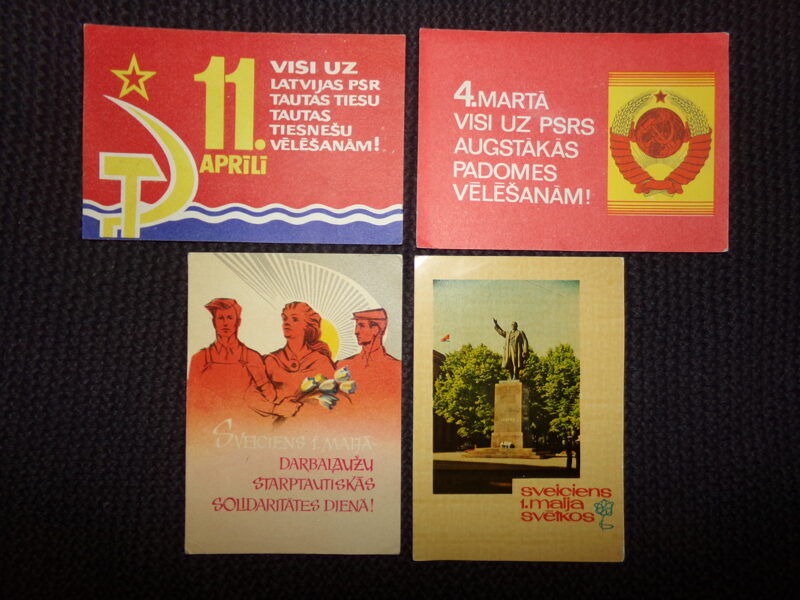 11.
APRĪLĪ
VISI UZ
LATVIJAS PSR
TAUTAS TIESU
TAUTAS
TIESNEŠU
VĒLĒŠANĀM!
4. MARTĀ
VISI UZ PSRS
AUGSTĀKĀS
PADOMES
VĒLĒŠANĀM!
SVEICIENS 1. MAIJĀ-
DARBAĻAUŽU
STARPTAUTISKĀS
SOLIDARITĀTES DIENĀ!
sveiciens
1. maija
svētkos